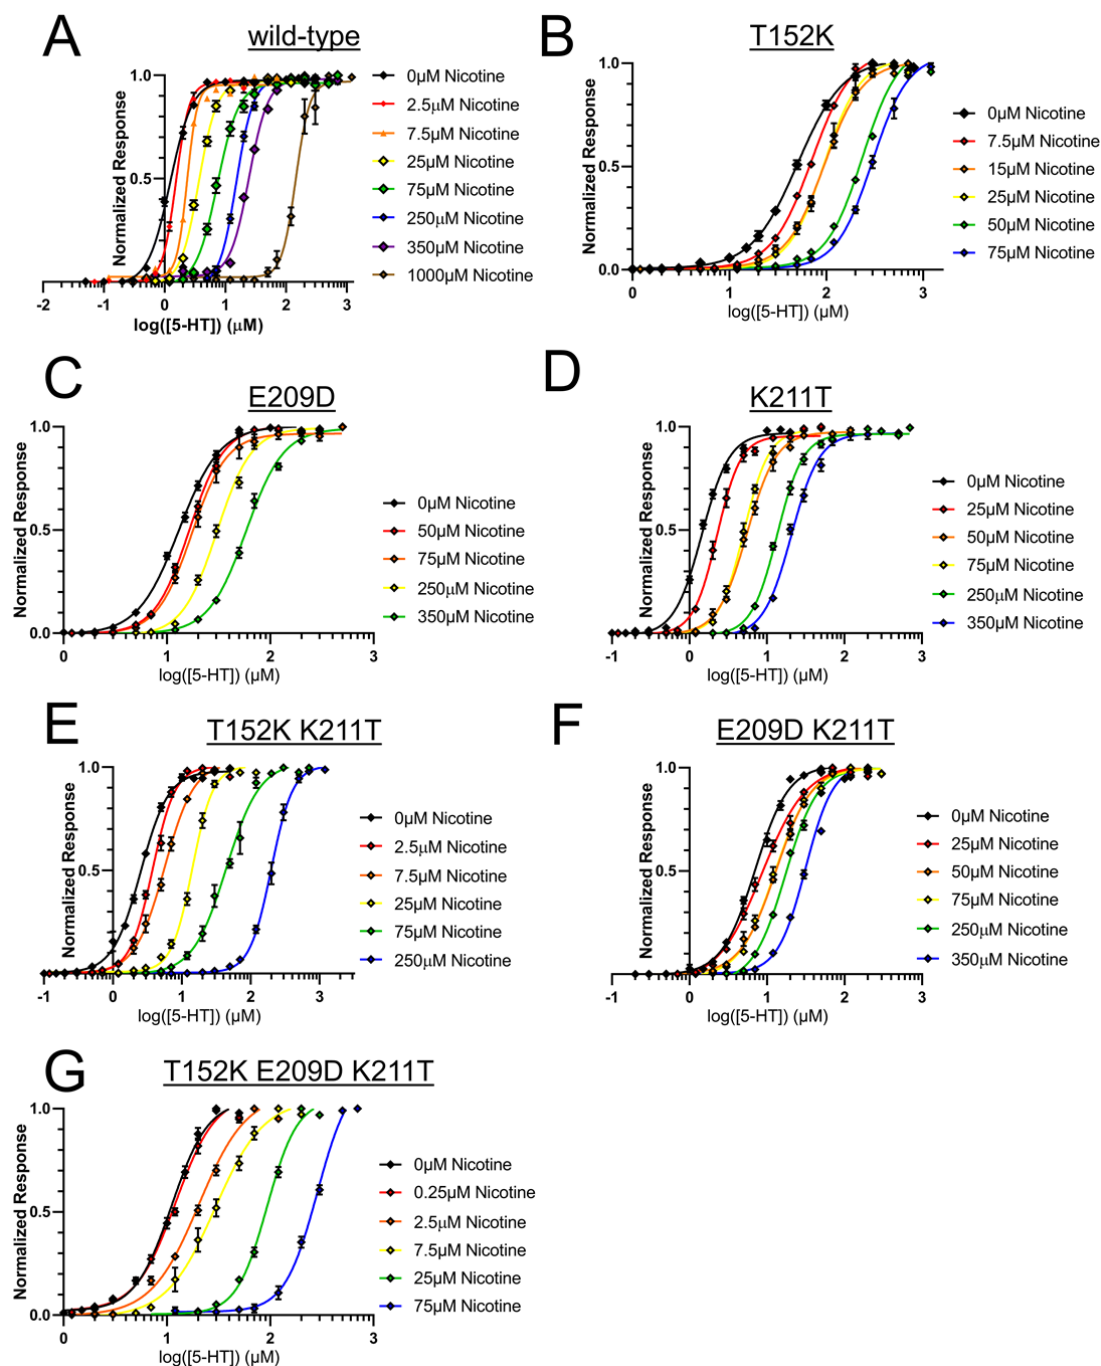 A
wild-type
Normalized Response
1.0
0.5
-2
-1
0
1
2
3
log([5-HT]) (μM)
0μM Nicotine
2.5μM Nicotine
7.5μM Nicotine
25μM Nicotine
75μM Nicotine
250μM Nicotine
350μM Nicotine
1000μM Nicotine
B
T152K
Normalized Response
1.0
0.5
0.0
0
1
2
3
log([5-HT]) (μM)
0μM Nicotine
7.5μM Nicotine
15μM Nicotine
25μM Nicotine
50μM Nicotine
75μM Nicotine
C
E209D
Normalized Response
1.0
0.5
0.0
0
1
2
3
log([5-HT]) (μM)
0μM Nicotine
50μM Nicotine
75μM Nicotine
250μM Nicotine
350μM Nicotine
D
K211T
Normalized Response
1.0
0.5
0.0
-1
0
1
2
3
log([5-HT]) (μM)
0μM Nicotine
25μM Nicotine
50μM Nicotine
75μM Nicotine
250μM Nicotine
350μM Nicotine
E
T152K K211T
Normalized Response
1.0
0.5
0.0
-1
0
1
2
3
log([5-HT]) (μM)
0μM Nicotine
2.5μM Nicotine
7.5μM Nicotine
25μM Nicotine
75μM Nicotine
250μM Nicotine
F
E209D K211T
Normalized Response
1.0
0.5
0.0
-1
0
1
2
3
log([5-HT]) (μM)
0μM Nicotine
25μM Nicotine
50μM Nicotine
75μM Nicotine
250μM Nicotine
350μM Nicotine
G
T152K E209D K211T
Normalized Response
1.0
0.5
0.0
0
1
2
3
log([5-HT]) (μM)
0μM Nicotine
0.25μM Nicotine
2.5μM Nicotine
7.5μM Nicotine
25μM Nicotine
75μM Nicotine